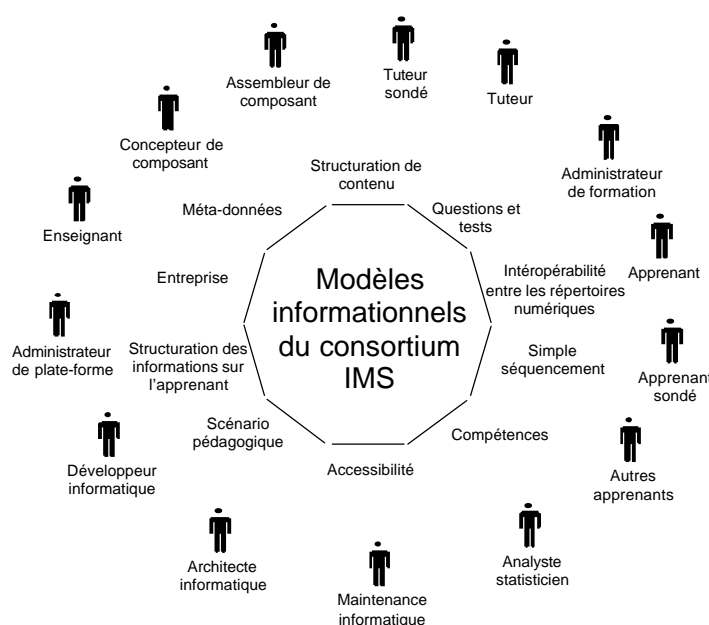 Assembleur de
composant
Tuteur
sondé
Tuteur
Concepteur de
composant
Administrateur
de formation
Structuration de
contenu
Méta-données
Questions et
tests
Enseignant
Apprenant
Entreprise
Intéropérabilité
entre les répertoires
numériques
Modèles
informationnels
du consortium
IMS
Administrateur
de plate-forme
Structuration des
informations sur
l'apprenant
Simple
séquencement
Apprenant
sondé
Scénario
pédagogique
Compétences
Accessibilité
Développeur
informatique
Autres
apprenants
Architecte
informatique
Analyste
statisticien
Maintenance
informatique